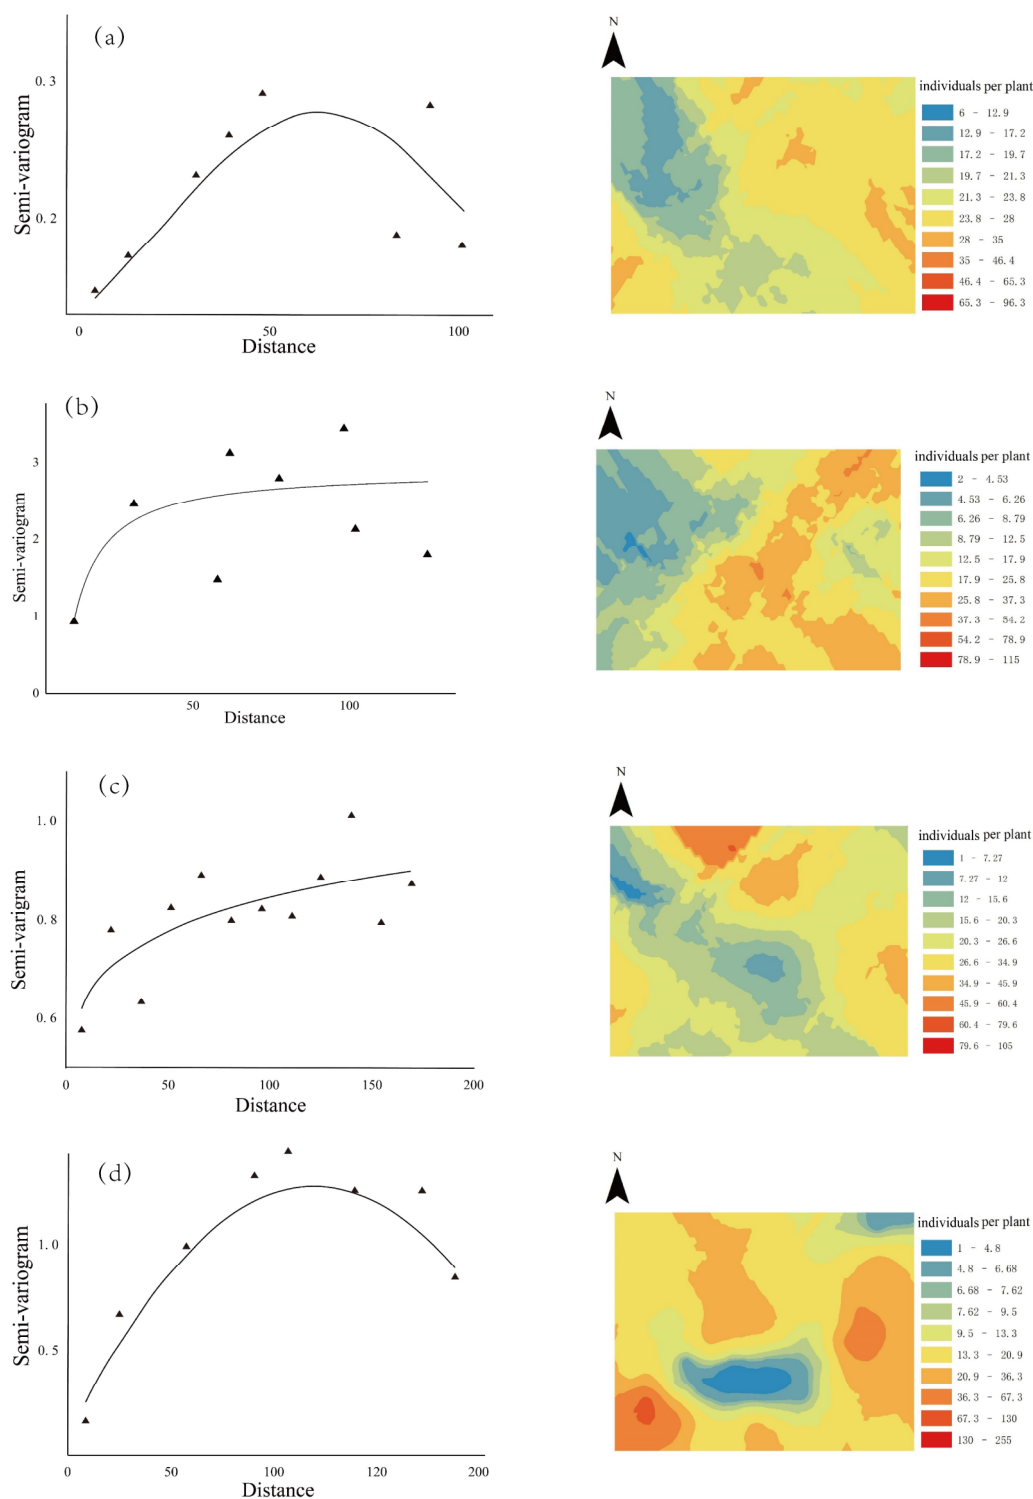 (a)
Semi-variogram
0.3
0.2
0
50
100
Distance
N
individuals per plant
6 - 12.9
12.9 - 17.2
17.2 - 19.7
19.7 - 21.3
21.3 - 23.8
23.8 - 28
28 - 35
35 - 46.4
46.4 - 65.3
65.3 - 96.3
(b)
Semi-variogram
3
2
1
0
50
100
Distance
N
individuals per plant
2 - 4.53
4.53 - 6.26
6.26 - 8.79
8.79 - 12.5
12.5 - 17.9
17.9 - 25.8
25.8 - 37.3
37.3 - 54.2
54.2 - 78.9
78.9 - 115
(c)
Semi-varigram
1.0
0.8
0.6
0
50
100
150
200
Distance
N
individuals per plant
1 - 7.27
7.27 - 12
12 - 15.6
15.6 - 20.3
20.3 - 26.6
26.6 - 34.9
34.9 - 45.9
45.9 - 60.4
60.4 - 79.6
79.6 - 105
(d)
Semi-variogram
1.0
0.5
0
50
100
120
200
Distance
N
individuals per plant
1 - 4.8
4.8 - 6.68
6.68 - 7.62
7.62 - 9.5
9.5 - 13.3
13.3 - 20.9
20.9 - 36.3
36.3 - 67.3
67.3 - 130
130 - 255